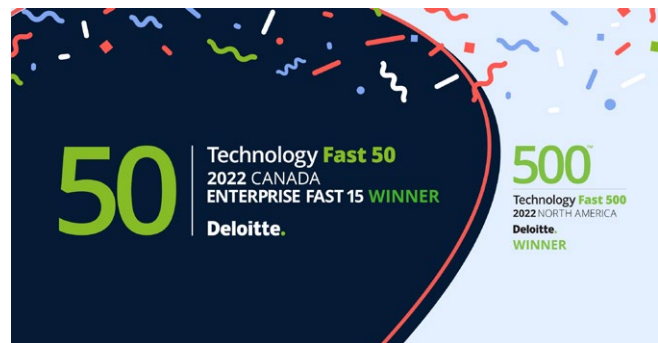 50
Technology Fast 50
2022 CANADA
ENTERPRISE FAST 15 WINNER
Deloitte.
500™
Technology Fast 500
2022 NORTH AMERICA
Deloitte.
WINNER